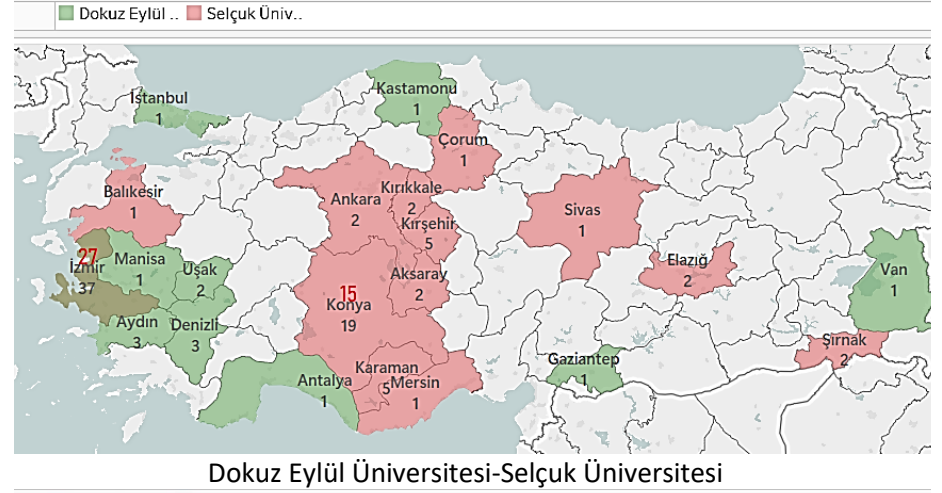 Dokuz Eylül .. Selçuk Üniv..
Kastamonu
1
İstanbul
1
Çorum
1
Balıkesir
1
Ankara
2
Kırıkkale
2
Sivas
1
Kırşehir
5
27
İzmir
37
Manisa
1
Uşak
2
Aksaray
2
Elazığ
2
Van
1
15
Konya
19
Aydın
3
Denizli
3
Şırnak
2
Gaziantep
1
Antalya
1
Karaman
5
Mersin
1
Dokuz Eylül Üniversitesi-Selçuk Üniversitesi